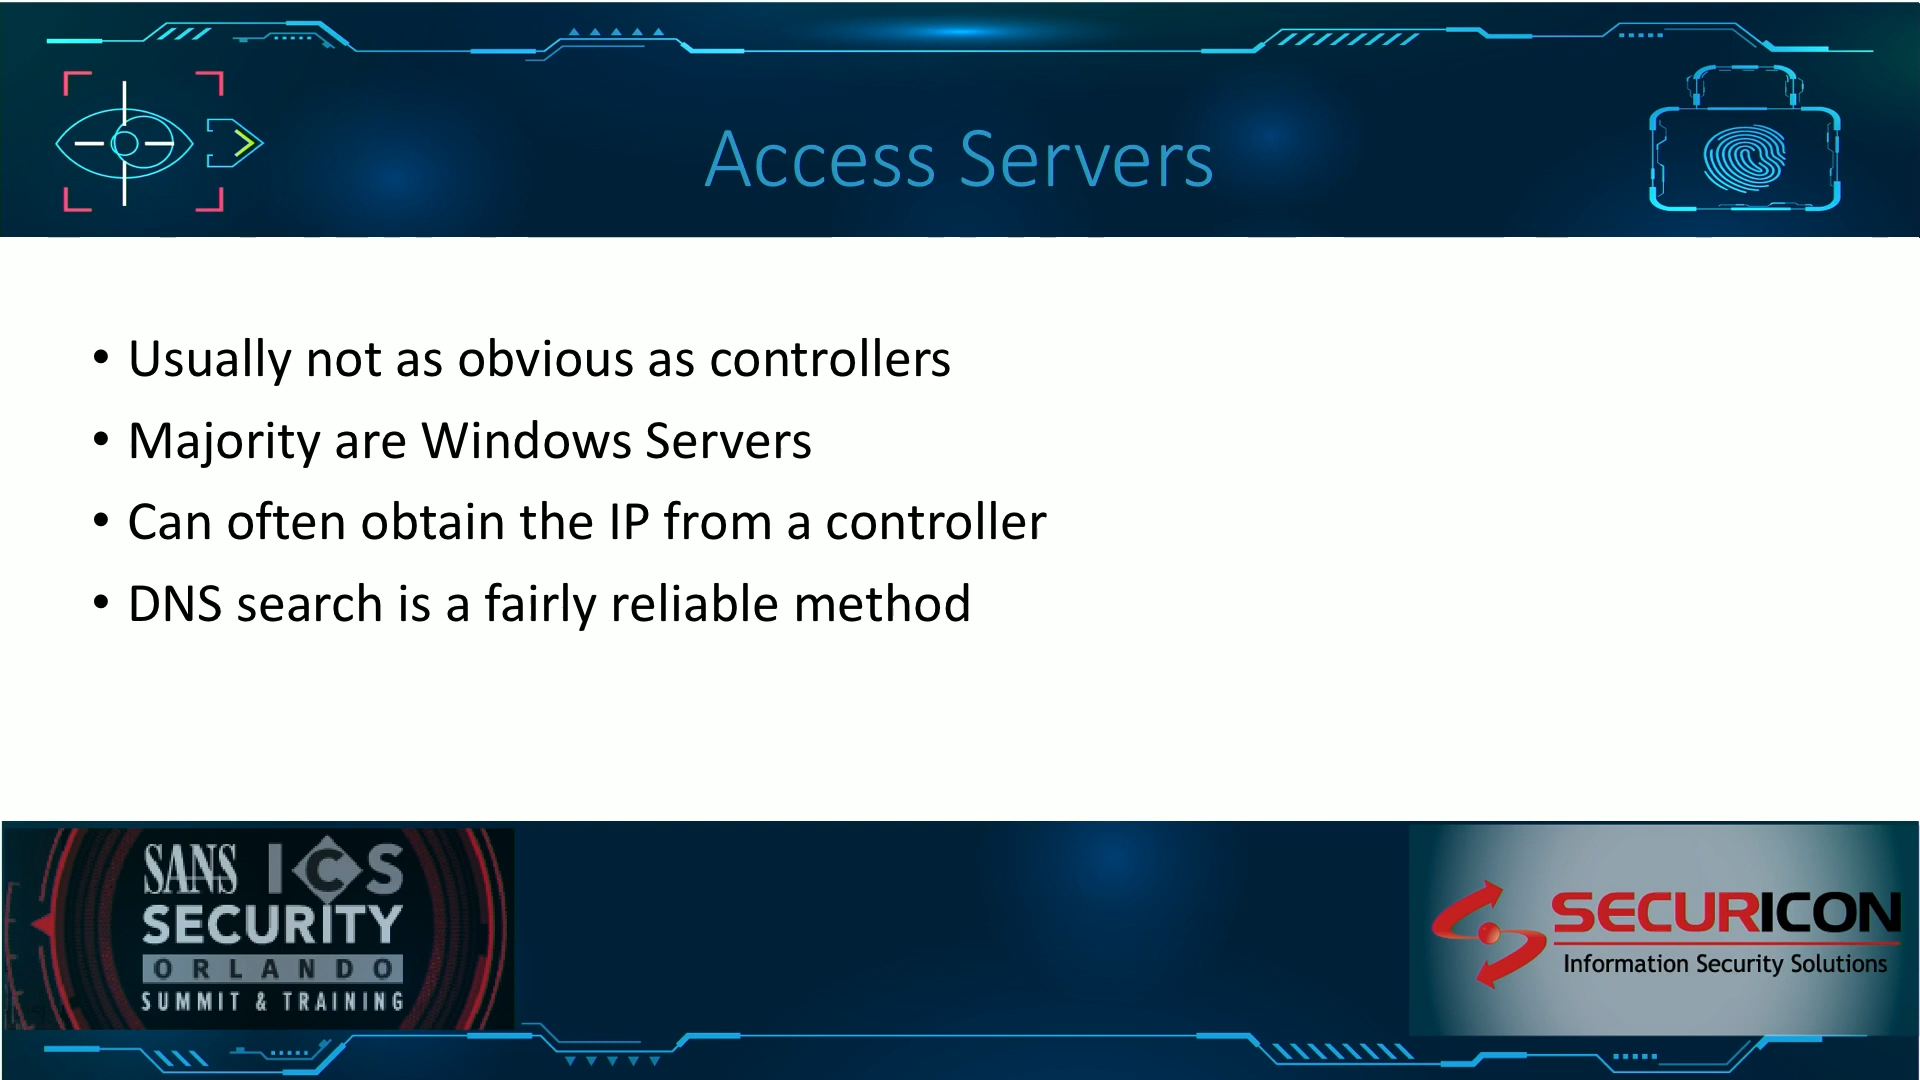 Access Servers
• Usually not as obvious as controllers
• Majority are Windows Servers
• Can often obtain the IP from a controller
• DNS search is a fairly reliable method
SANS ICS
SECURITY
ORLANDO
SUMMIT & TRAINING
SECURICON
Information Security Solutions